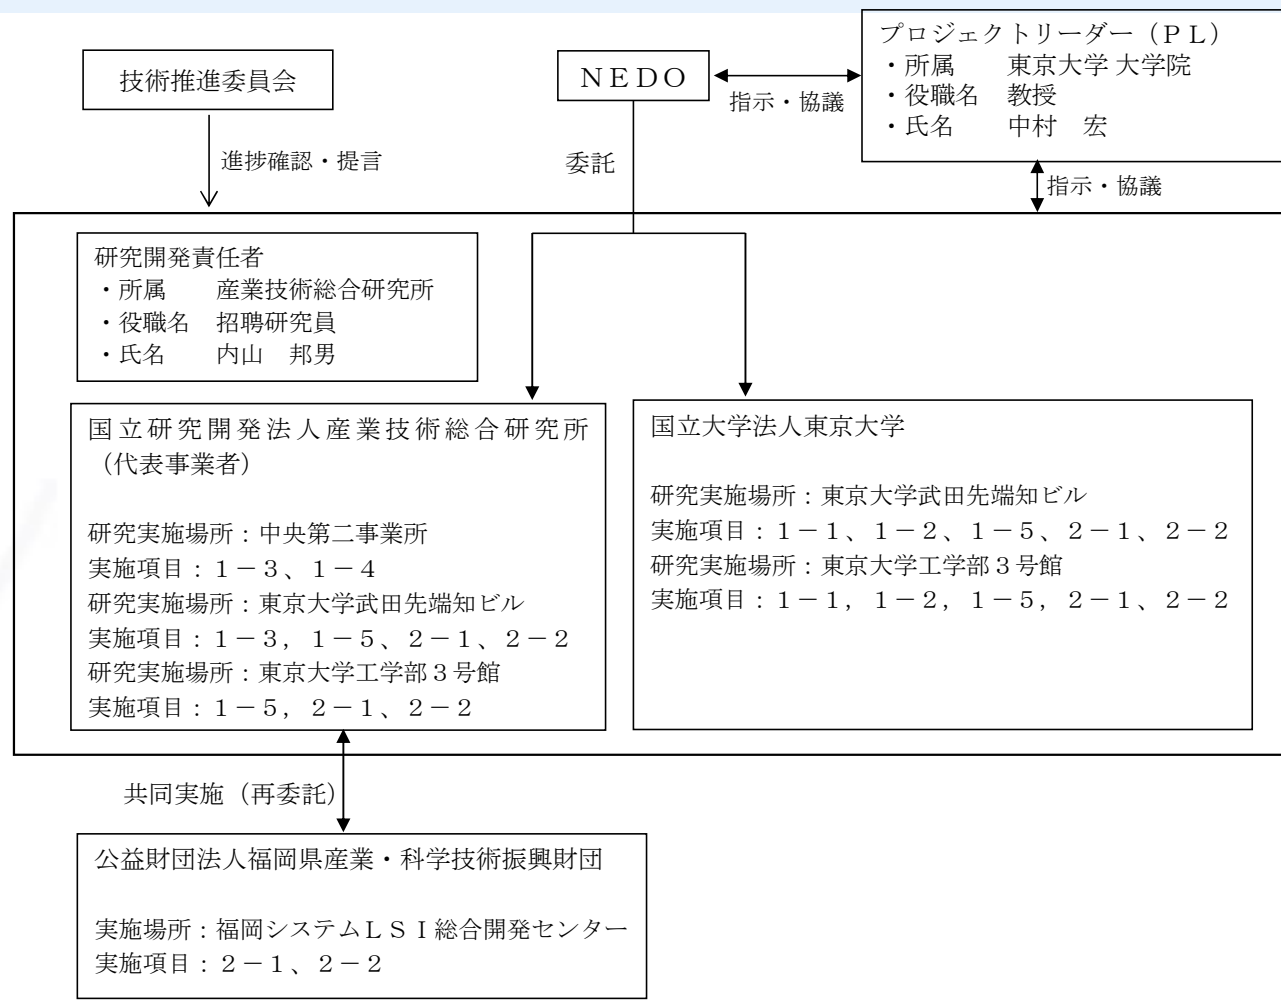 技術推進委員会
進捗確認・提言
NEDO
指示・協議
委託
プロジェクトリーダー（ＰＬ）
・所属　　東京大学 大学院
・役職名　教授
・氏名　　中村　宏
指示・協議
研究開発責任者
・所属　　産業技術総合研究所
・役職名　招聘研究員
・氏名　　内山　邦男
国立研究開発法人産業技術総合研究所
（代表事業者）
研究実施場所：中央第二事業所
実施項目：１－３、１－４
研究実施場所：東京大学武田先端知ビル
実施項目：１－３，１－５、２－１、２－２
研究実施場所：東京大学工学部３号館
実施項目：１－５，２－１、２－２
国立大学法人東京大学
研究実施場所：東京大学武田先端知ビル
実施項目：１－１、１－２、１－５、２－１、２－２
研究実施場所：東京大学工学部３号館
実施項目：１－１，１－２，１－５，２－１、２－２
共同実施（再委託）
公益財団法人福岡県産業・科学技術振興財団
実施場所：福岡システムＬＳＩ総合開発センター
実施項目：２－１、２－２